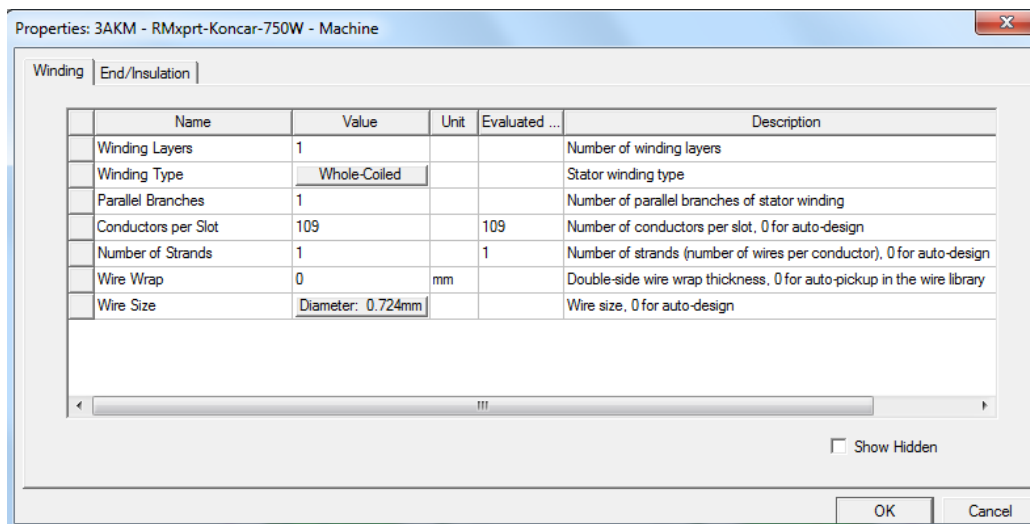 Properties: 3AKM - RMxprt-Koncar-750W - Machine
Winding End/Insulation
Name Value Unit Evaluated ... Description
Winding Layers 1 Number of winding layers
Winding Type Whole-Coiled Stator winding type
Parallel Branches 1 Number of parallel branches of stator winding
Conductors per Slot 109 109 Number of conductors per slot, 0 for auto-design
Number of Strands 1 1 Number of strands (number of wires per conductor), 0 for auto-design
Wire Wrap 0 mm Double-side wire wrap thickness, 0 for auto-pickup in the wire library
Wire Size Diameter: 0.724mm Wire size, 0 for auto-design
Show Hidden
OK Cancel